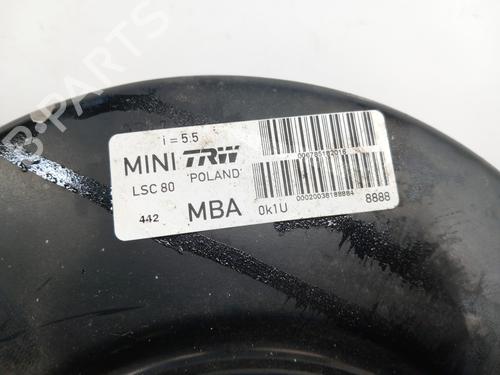 i = 5.5
MINI TRW
LSC 80 'POLAND'
442 MBA 0k1U 8888
B-PARTS